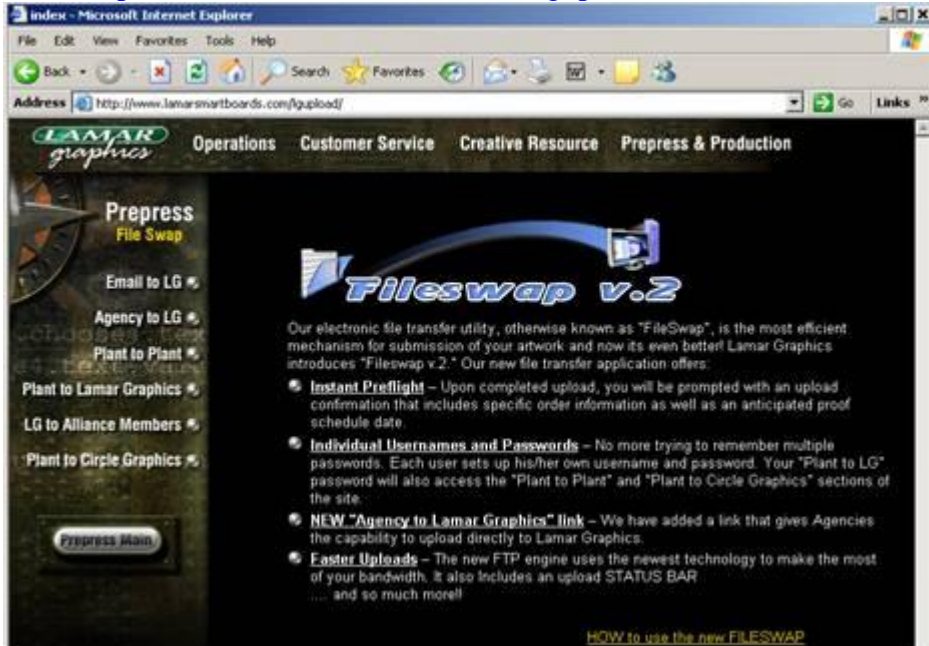 index - Microsoft Internet Explorer
File Edit View Favorites Tools Help
Back Search Favorites
Address http://www.lamarsmartboards.com/lgupload/ Go Links
LAMAR
graphics
Operations Customer Service Creative Resource Prepress & Production
Prepress
File Swap
Email to LG
Agency to LG
Plant to Plant
Plant to Lamar Graphics
LG to Alliance Members
Plant to Circle Graphics
Prepress Main
Fileswap v.2
Our electronic file transfer utility, otherwise known as "FileSwap", is the most efficient
mechanism for submission of your artwork and now its even better! Lamar Graphics
introduces "Fileswap v.2." Our new file transfer application offers:
Instant Preflight – Upon completed upload, you will be prompted with an upload
confirmation that includes specific order information as well as an anticipated proof
schedule date.
Individual Usernames and Passwords – No more trying to remember multiple
passwords. Each user sets up his/her own username and password. Your "Plant to LG"
password will also access the "Plant to Plant" and "Plant to Circle Graphics" sections of
the site.
NEW "Agency to Lamar Graphics" link – We have added a link that gives Agencies
the capability to upload directly to Lamar Graphics.
Faster Uploads – The new FTP engine uses the newest technology to make the most
of your bandwidth. It also Includes an upload STATUS BAR
.... and so much more!!
HOW to use the new FILESWAP